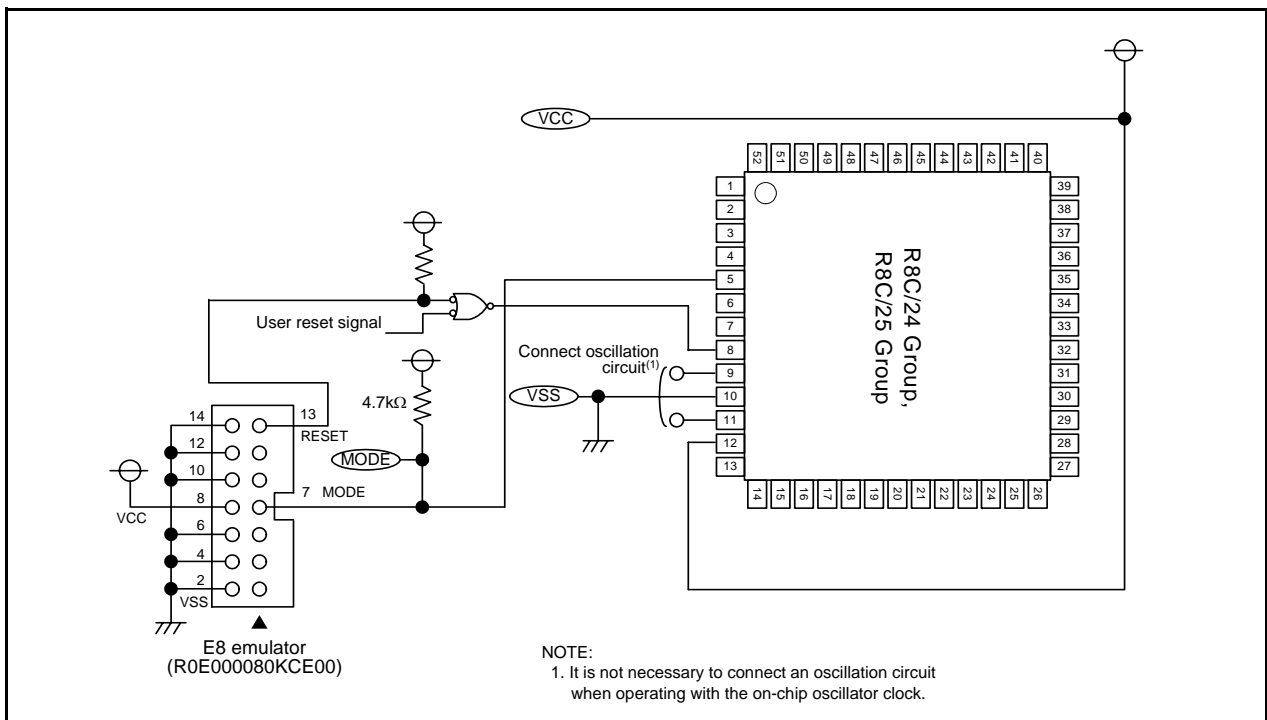 VCC
52 51 50 49 48 47 46 45 44 43 42 41 40
1
2
3
4
5
6
7
8
9
10
11
12
13
39
38
37
36
35
34
33
32
31
30
29
28
27
R8C/24 Group,
R8C/25 Group
14 15 16 17 18 19 20 21 22 23 24 25 26
User reset signal
Connect oscillation
circuit(1)
VSS
4.7kΩ
MODE
14
13
RESET
12
10
7 MODE
8
VCC
6
4
2
VSS
E8 emulator
(R0E000080KCE00)
NOTE:
1. It is not necessary to connect an oscillation circuit
when operating with the on-chip oscillator clock.